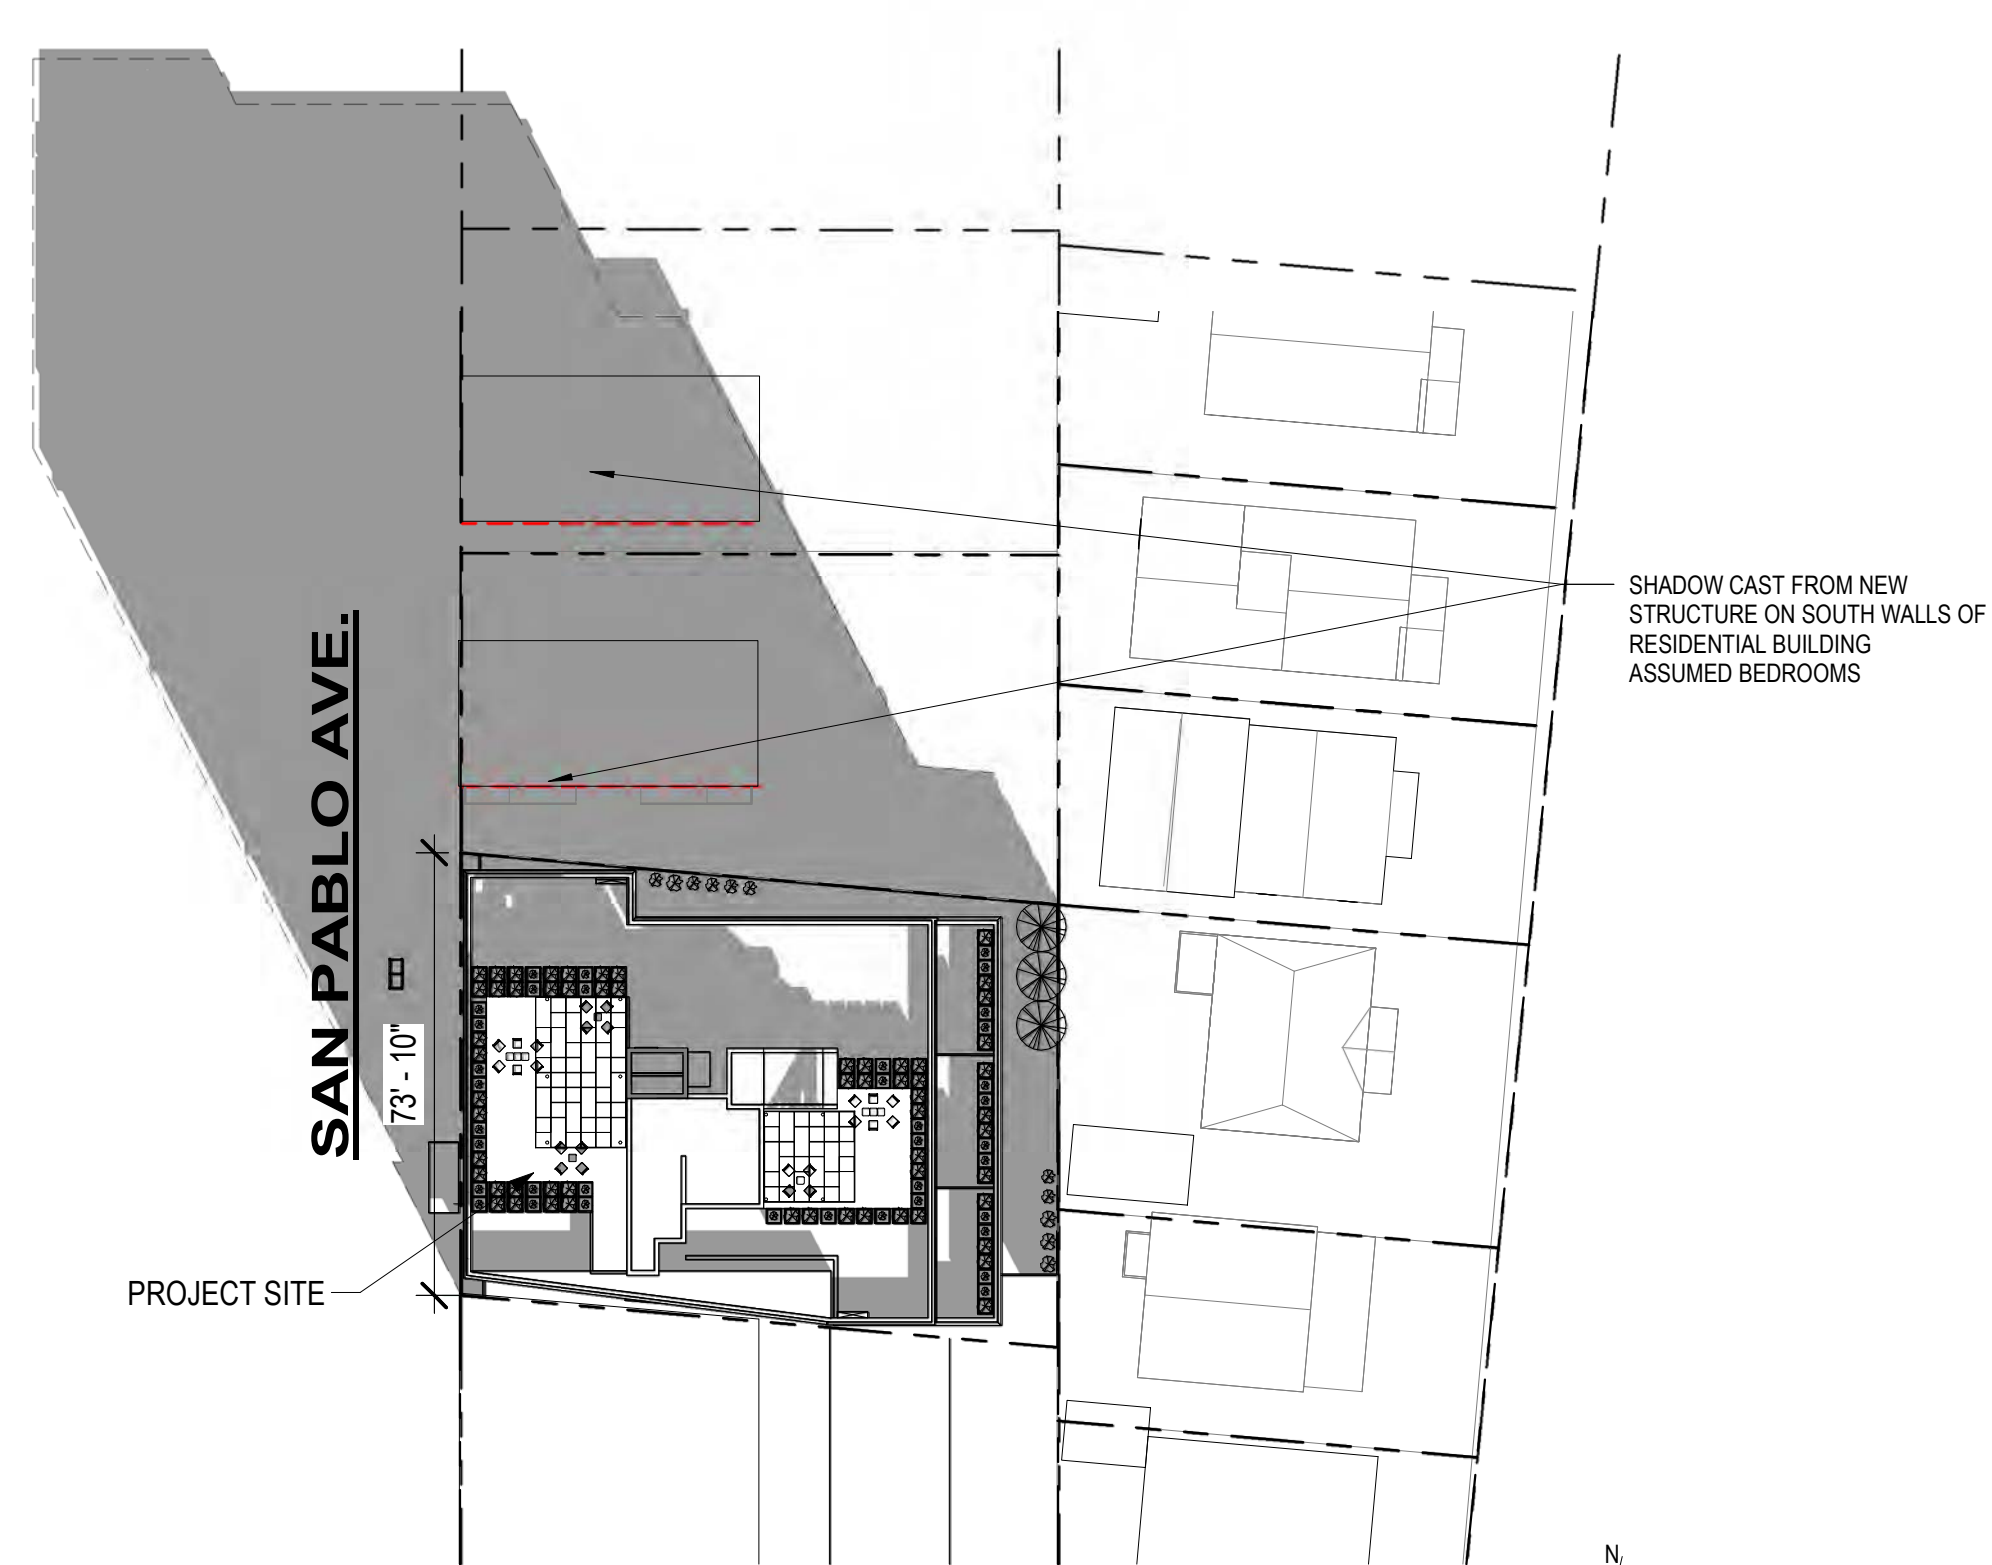 SHADOW CAST FROM NEW
STRUCTURE ON SOUTH WALLS OF
RESIDENTIAL BUILDING
ASSUMED BEDROOMS
SAN PABLO AVE.
73' - 10"
PROJECT SITE
N